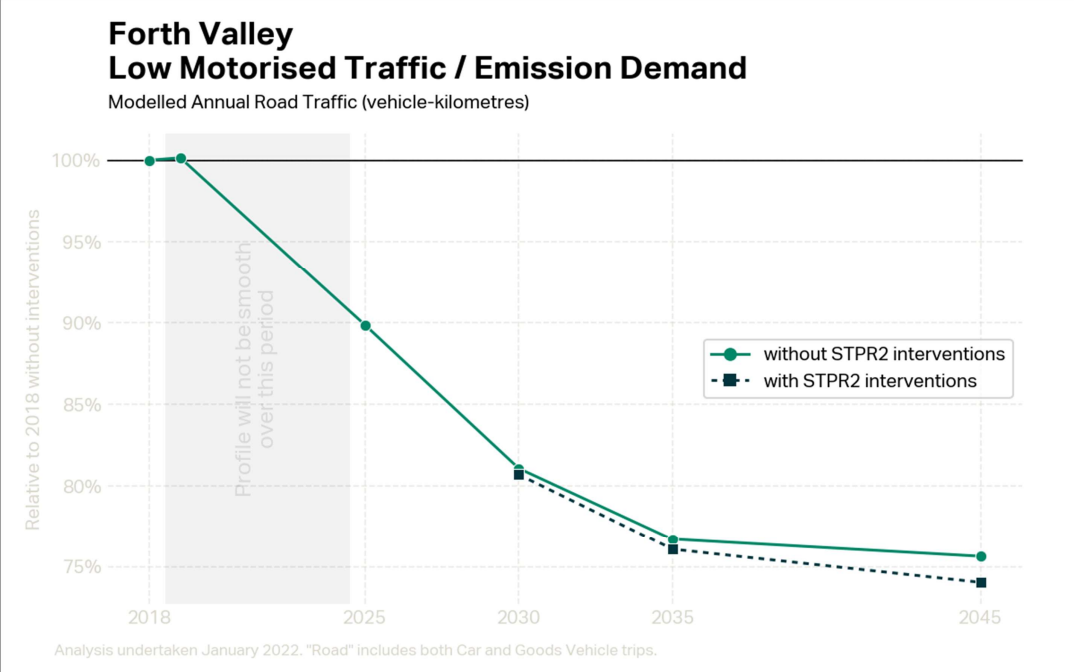 Forth Valley
Low Motorised Traffic / Emission Demand
Modelled Annual Road Traffic (vehicle-kilometres)
Relative to 2018 without interventions
100%
95%
90%
85%
80%
75%
Profile will not be smooth
over this period
without STPR2 interventions
with STPR2 interventions
2018
2025
2030
2035
2045
Analysis undertaken January 2022. "Road" includes both Car and Goods Vehicle trips.